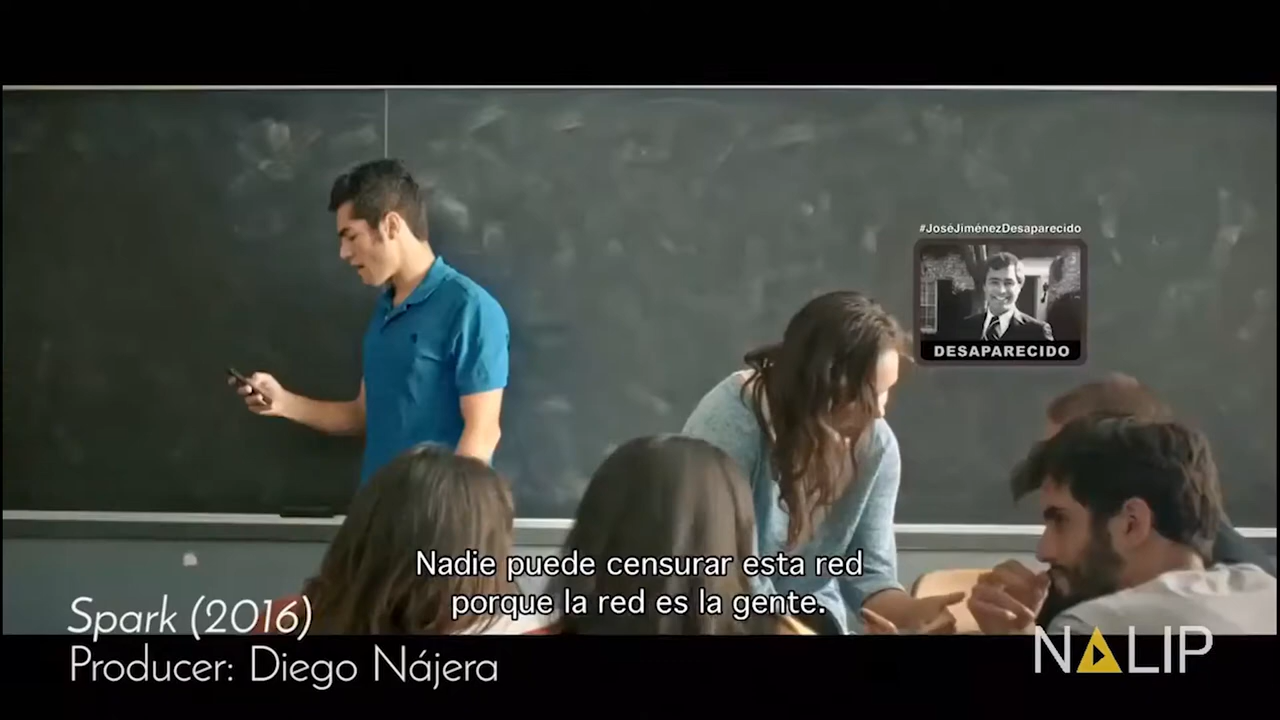 #JoséJiménezDesaparecido
DESAPARECIDO
Nadie puede censurar esta red
porque la red es la gente.
Spark (2016)
Producer: Diego Nájera
NALIP